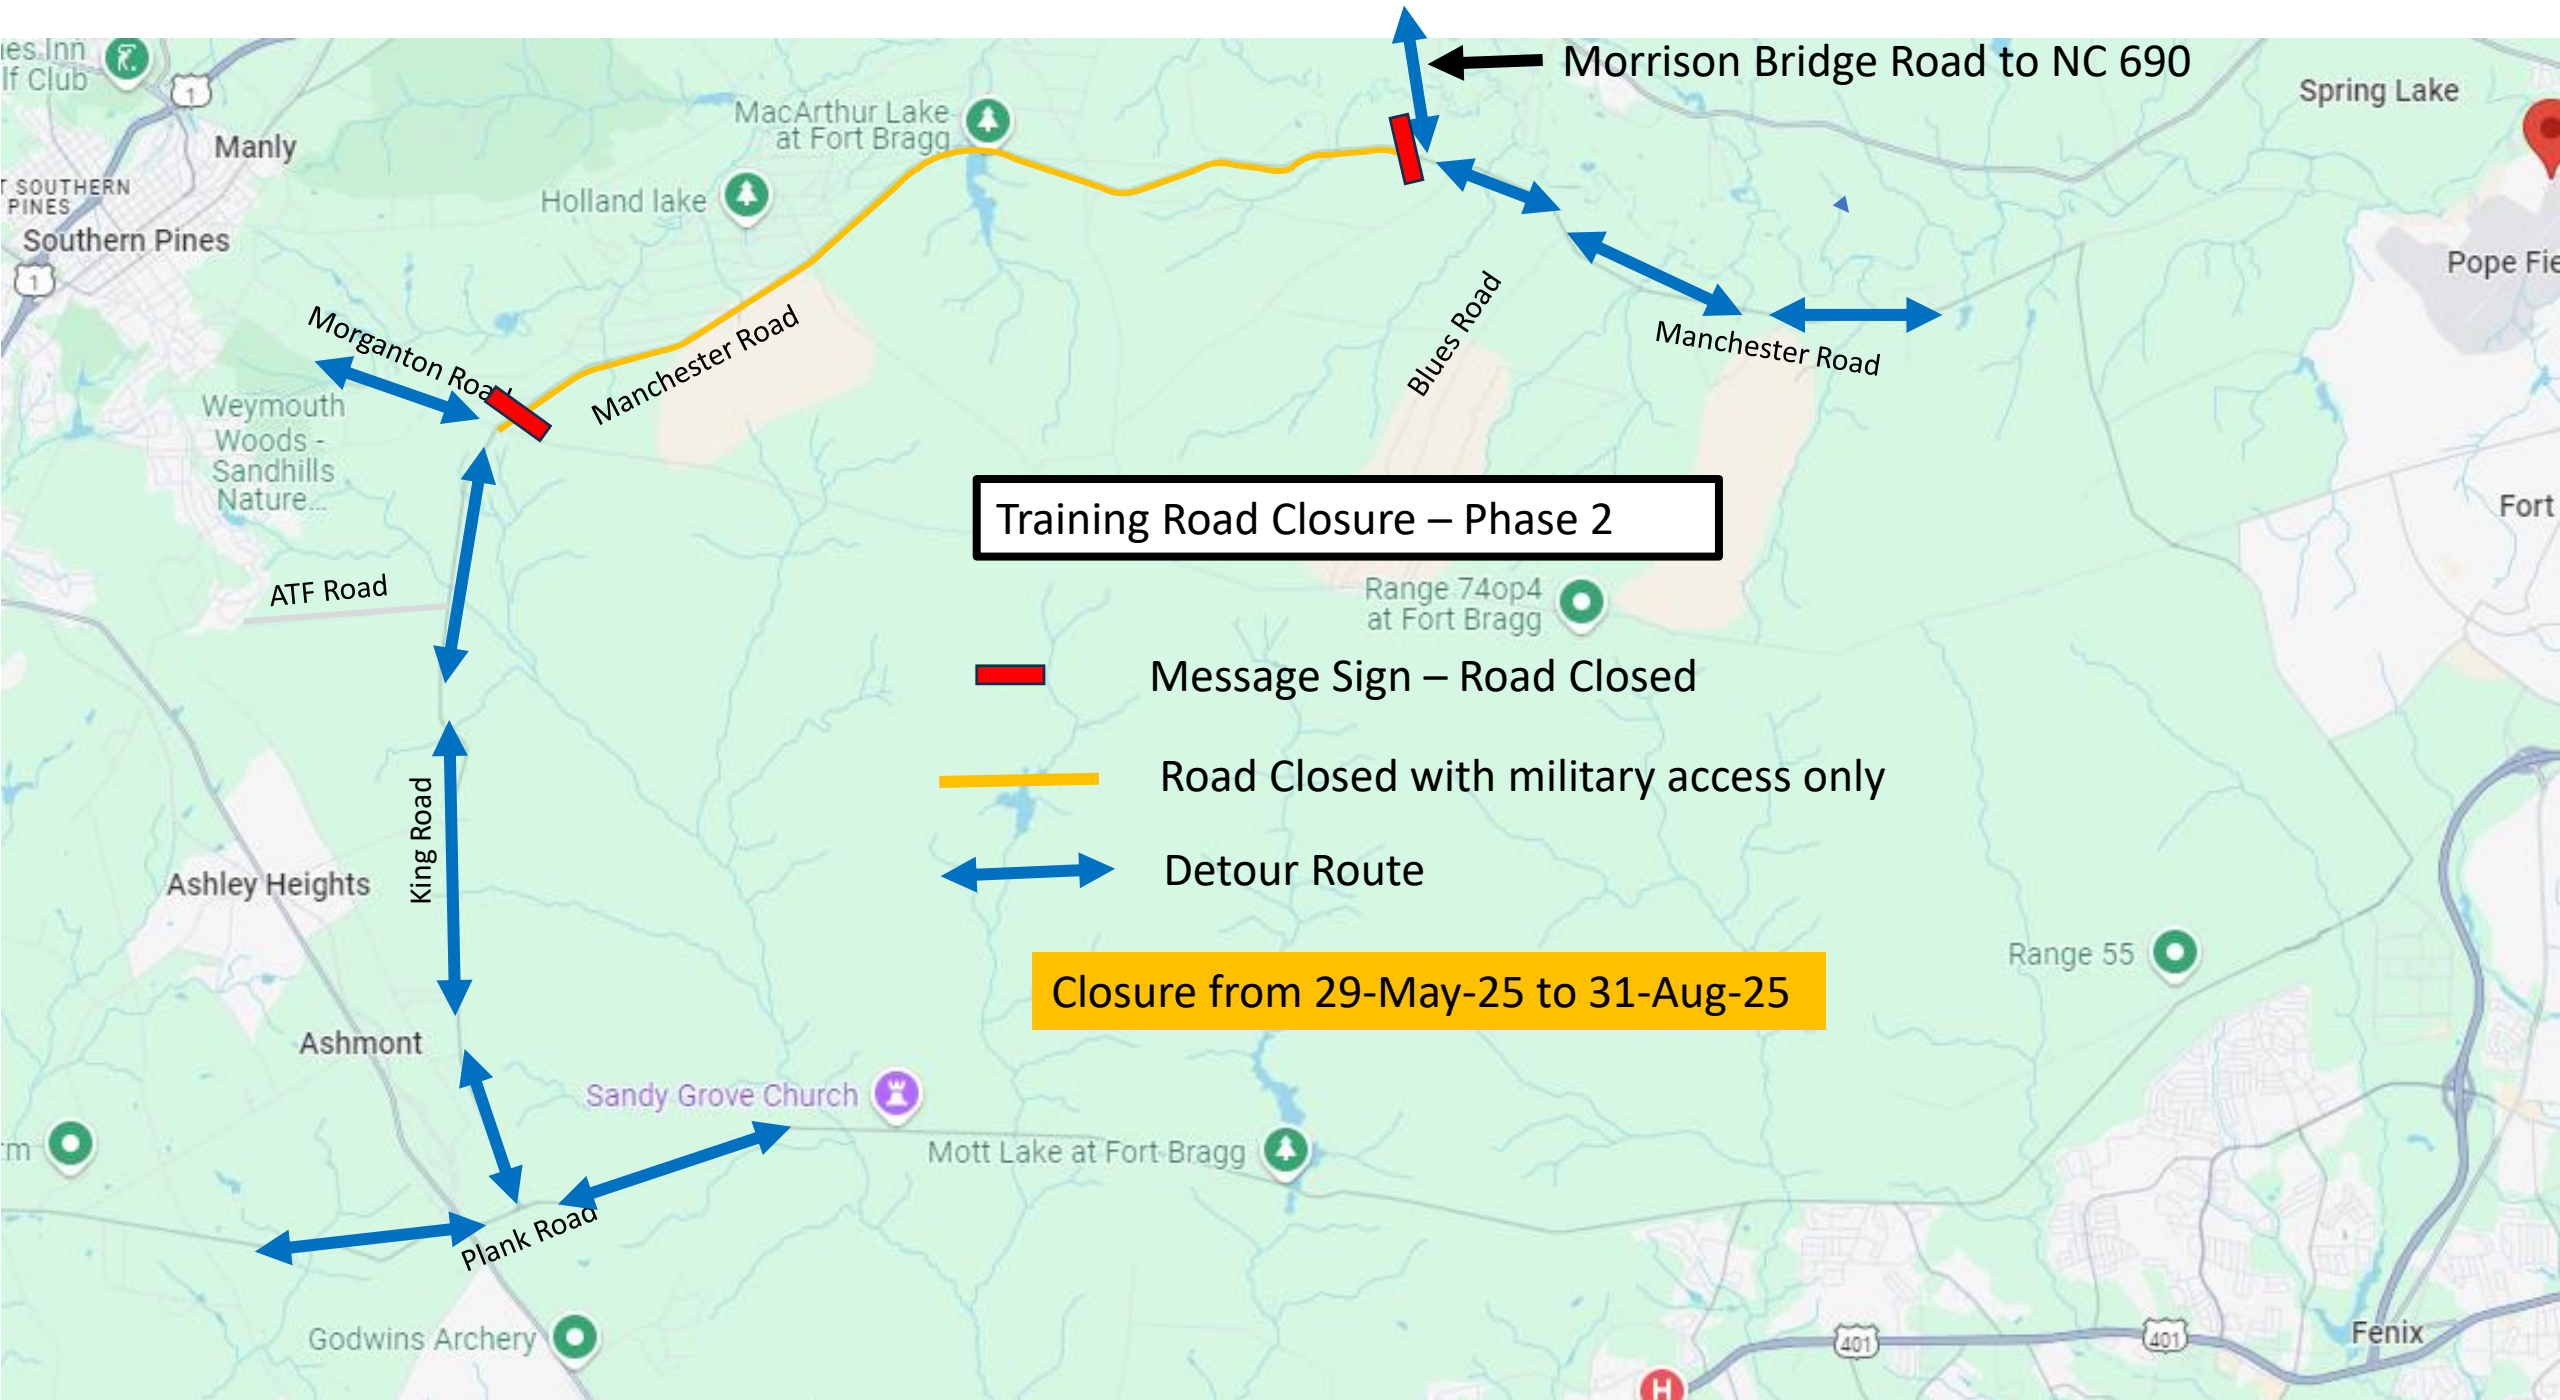 Morrison Bridge Road to NC 690
lf Club
1
Spring Lake
MacArthur Lake
at Fort Bragg
Manly
SOUTHERN
PINES
Holland lake
Southern Pines
1
Pope Fie
Morganton Road
Manchester Road
Blues Road
Manchester Road
Weymouth
Woods -
Sandhills
Nature...
Training Road Closure – Phase 2
Fort
ATF Road
Range 74op4
at Fort Bragg
Message Sign – Road Closed
Road Closed with military access only
King Road
Detour Route
Ashley Heights
Range 55
Closure from 29-May-25 to 31-Aug-25
Ashmont
Sandy Grove Church
Mott Lake at Fort Bragg
Plank Road
Godwins Archery
401
401
Fenix
H